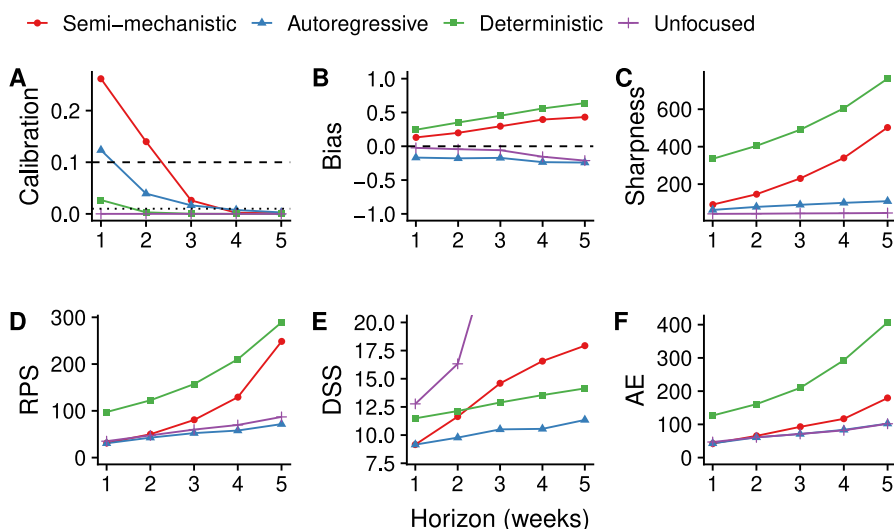 Semi−mechanistic Autoregressive Deterministic Unfocused
A B C
Calibration Bias Sharpness
0.2 0.1 0.0
1.0 0.5 0.0 −0.5 −1.0
600 400 200
1 2 3 4 5 1 2 3 4 5 1 2 3 4 5
D E F
RPS DSS AE
300 200 100 0
20.0 17.5 15.0 12.5 10.0 7.5
400 300 200 100 0
1 2 3 4 5 1 2 3 4 5 1 2 3 4 5
Horizon (weeks)